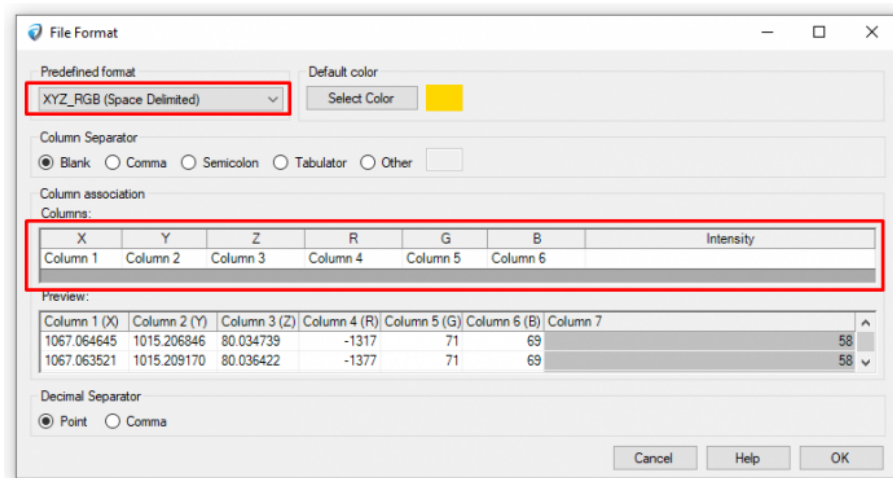 File Format
Predefined format
Default color
XYZ_RGB (Space Delimited)
Select Color
Column Separator
Blank Comma Semicolon Tabulator Other
Column association
Columns:
X Y Z R G B Intensity
Column 1 Column 2 Column 3 Column 4 Column 5 Column 6
Preview:
Column 1 (X) Column 2 (Y) Column 3 (Z) Column 4 (R) Column 5 (G) Column 6 (B) Column 7
1067.064645 1015.206846 80.034739 -1317 71 69 58
1067.063521 1015.209170 80.036422 -1377 71 69 58
Decimal Separator
Point Comma
Cancel Help OK